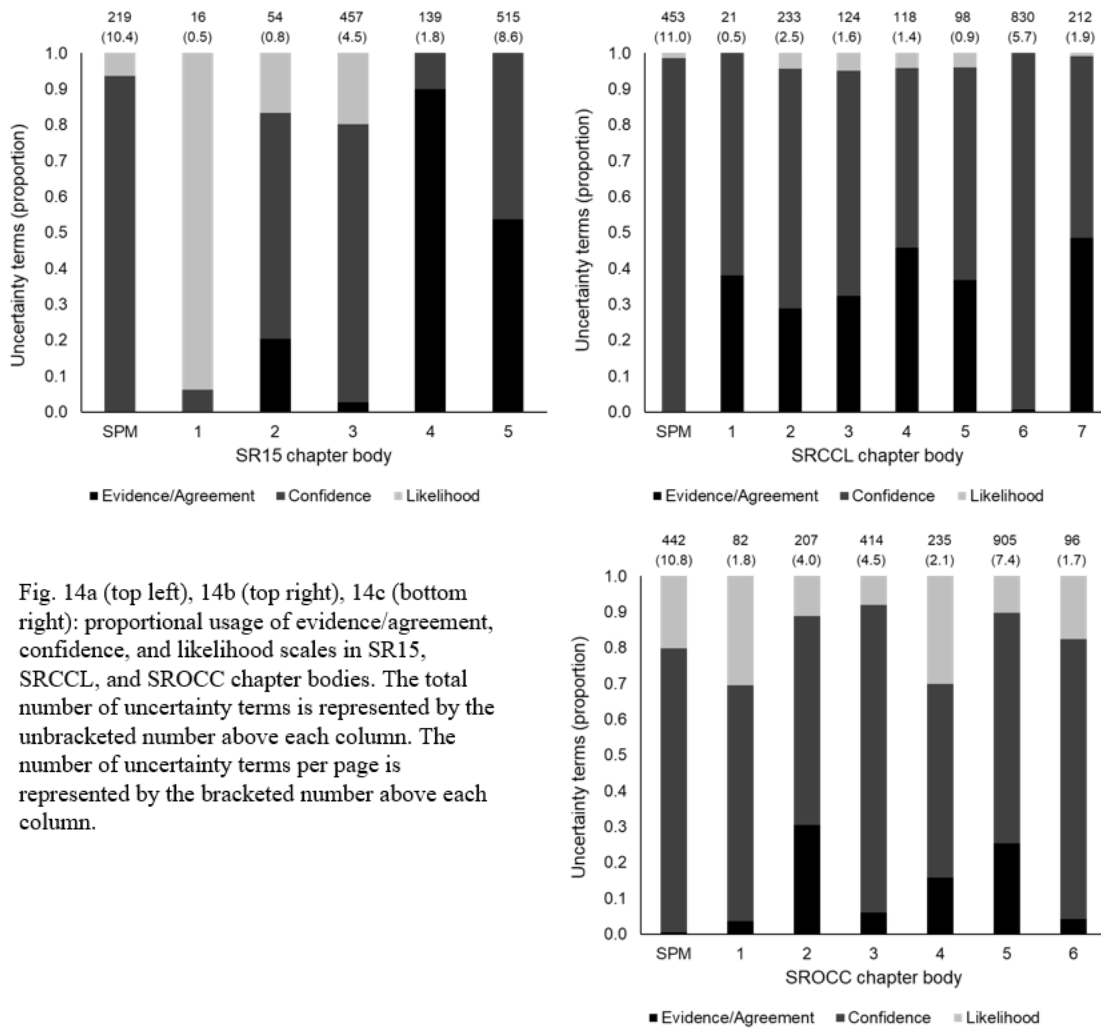 219 16 54 457 139 515
(10.4) (0.5) (0.8) (4.5) (1.8) (8.6)
1.0
0.9
0.8
0.7
0.6
0.5
0.4
0.3
0.2
0.1
0.0
Uncertainty terms (proportion)
SPM 1 2 3 4 5
SR15 chapter body
Evidence/Agreement Confidence Likelihood
453 21 233 124 118 98 830 212
(11.0) (0.5) (2.5) (1.6) (1.4) (0.9) (5.7) (1.9)
1.0
0.9
0.8
0.7
0.6
0.5
0.4
0.3
0.2
0.1
0.0
Uncertainty terms (proportion)
SPM 1 2 3 4 5 6 7
SRCCL chapter body
Evidence/Agreement Confidence Likelihood
Fig. 14a (top left), 14b (top right), 14c (bottom
right): proportional usage of evidence/agreement,
confidence, and likelihood scales in SR15,
SRCCL, and SROCC chapter bodies. The total
number of uncertainty terms is represented by the
unbracketed number above each column. The
number of uncertainty terms per page is
represented by the bracketed number above each
column.
442 82 207 414 235 905 96
(10.8) (1.8) (4.0) (4.5) (2.1) (7.4) (1.7)
1.0
0.9
0.8
0.7
0.6
0.5
0.4
0.3
0.2
0.1
0.0
Uncertainty terms (proportion)
SPM 1 2 3 4 5 6
SROCC chapter body
Evidence/Agreement Confidence Likelihood